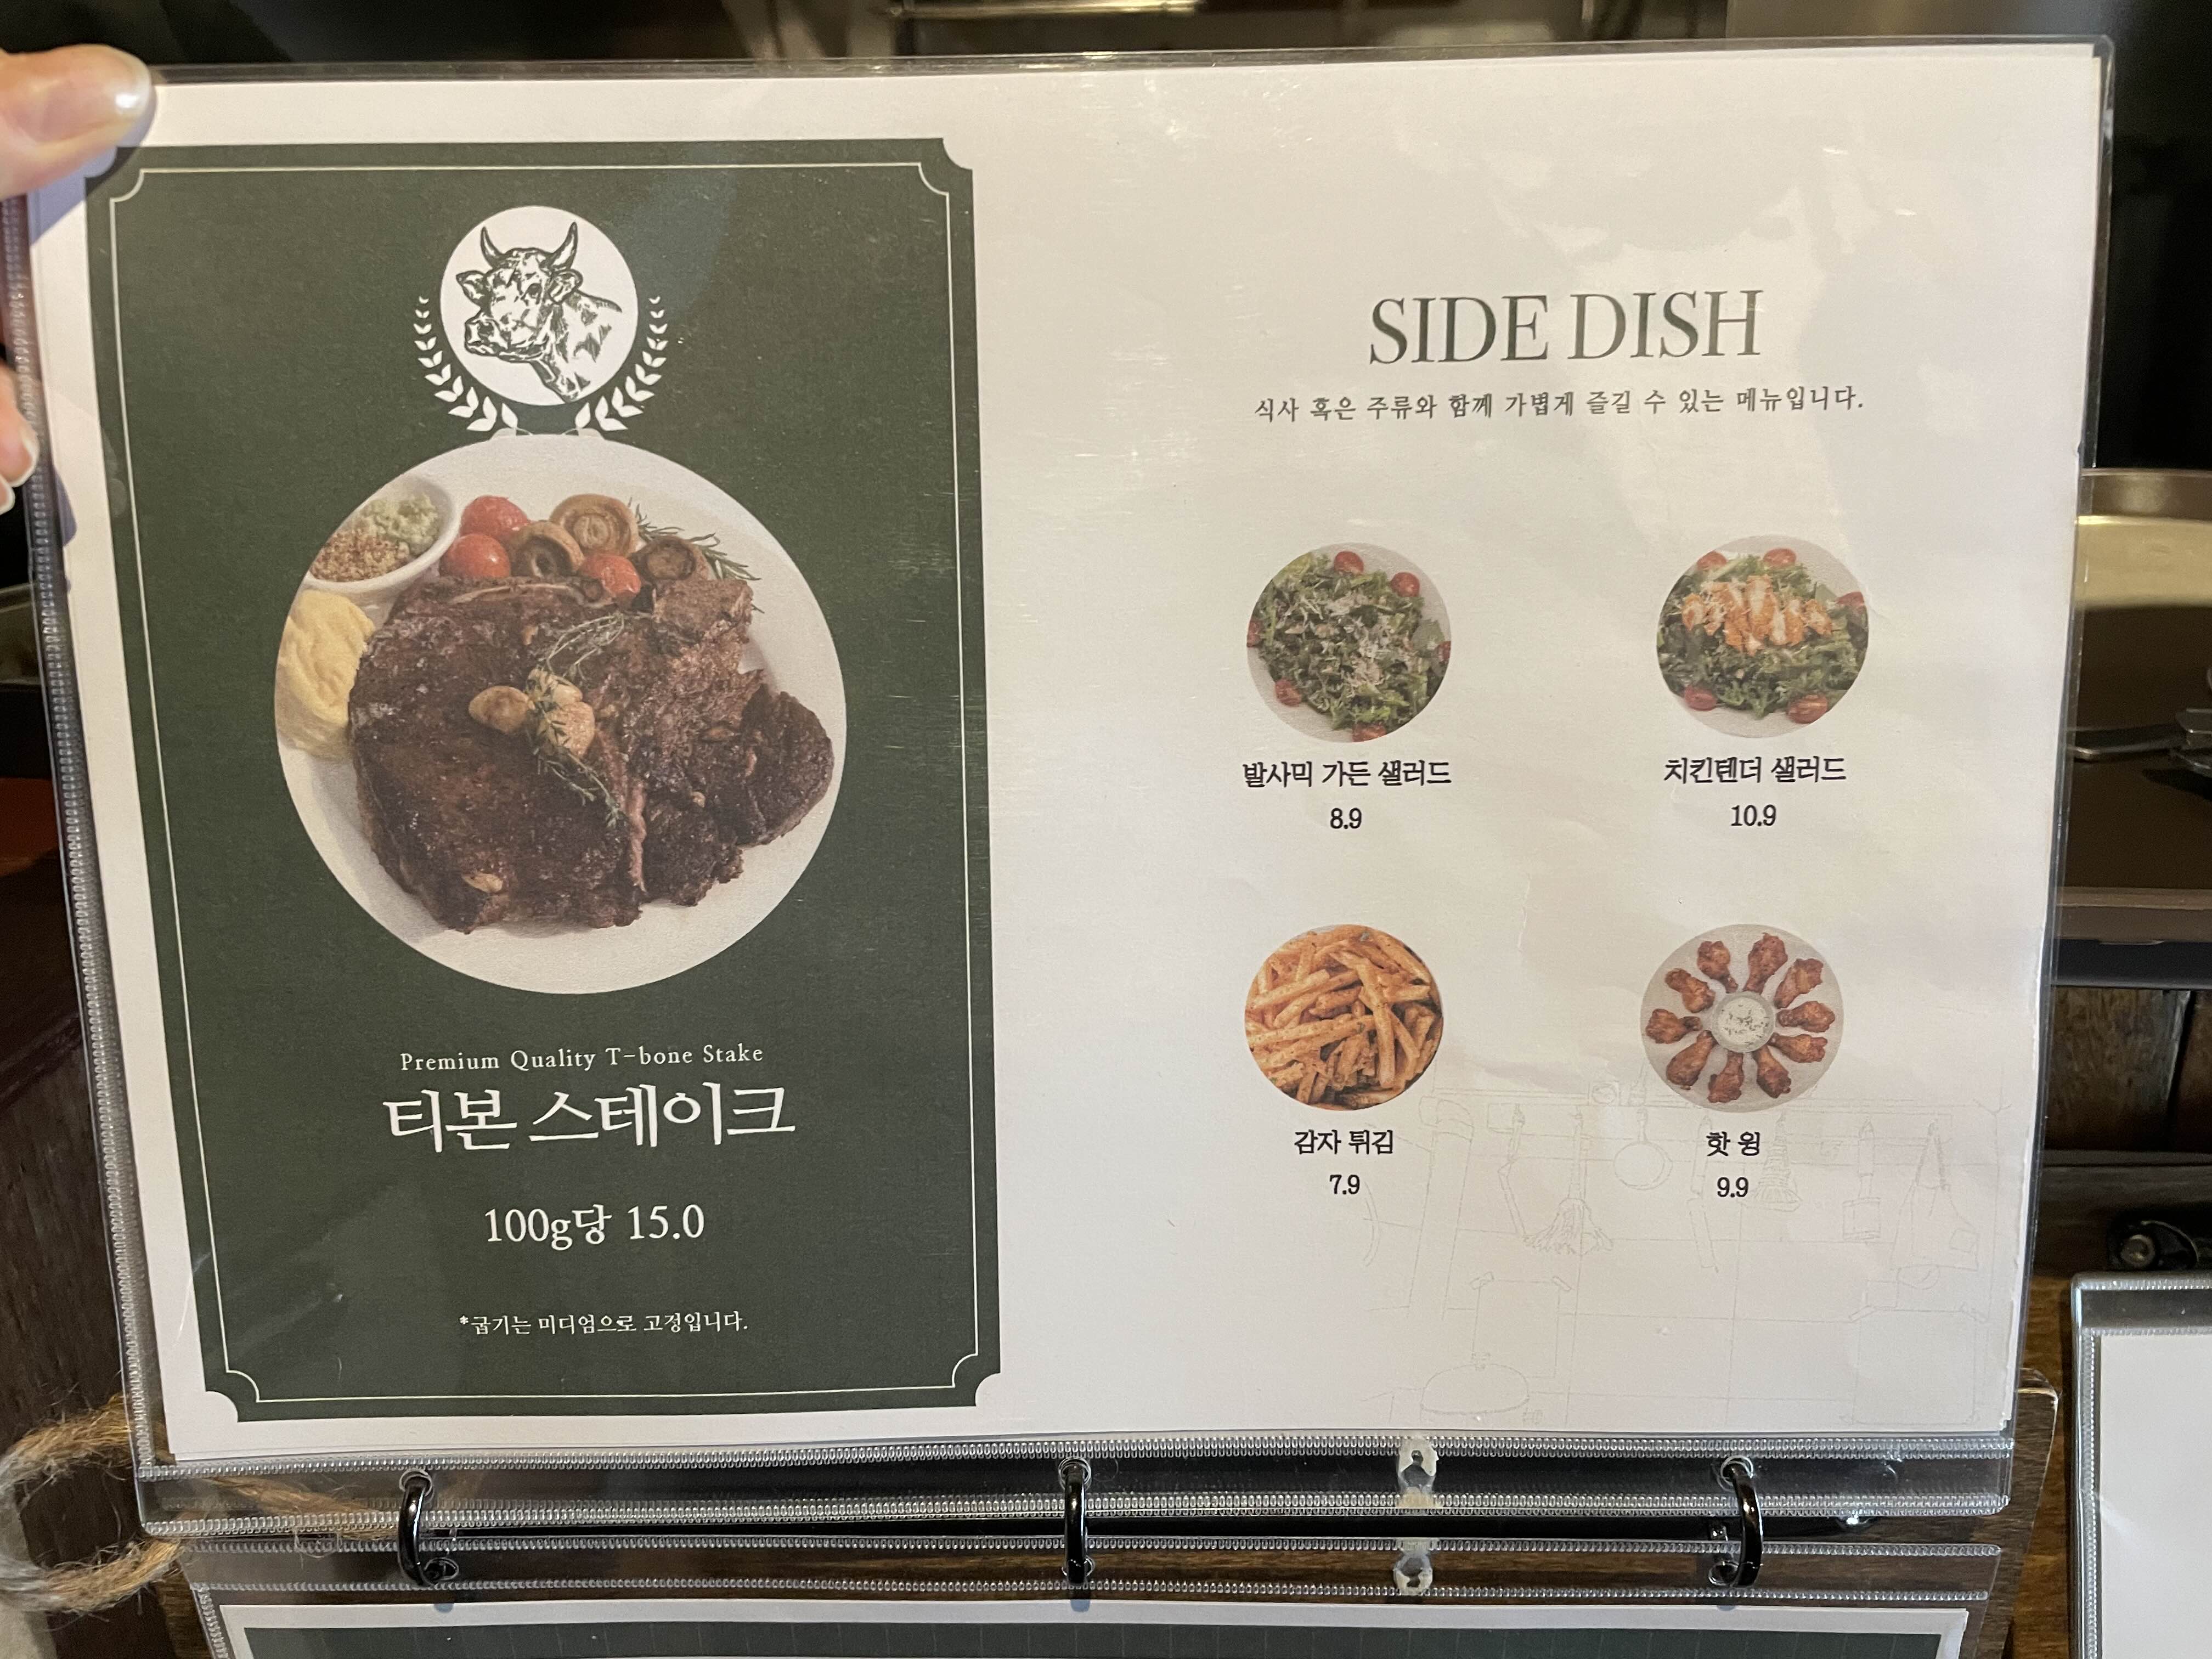 Premium Quality T-bone Stake
티본 스테이크
100g당 15.0
*굽기는 미디엄으로 고정입니다.
SIDE DISH
식사 혹은 주류와 함께 가볍게 즐길 수 있는 메뉴입니다.
발사믹 가든 샐러드
8.9
치킨텐더 샐러드
10.9
감자 튀김
7.9
핫 윙
9.9